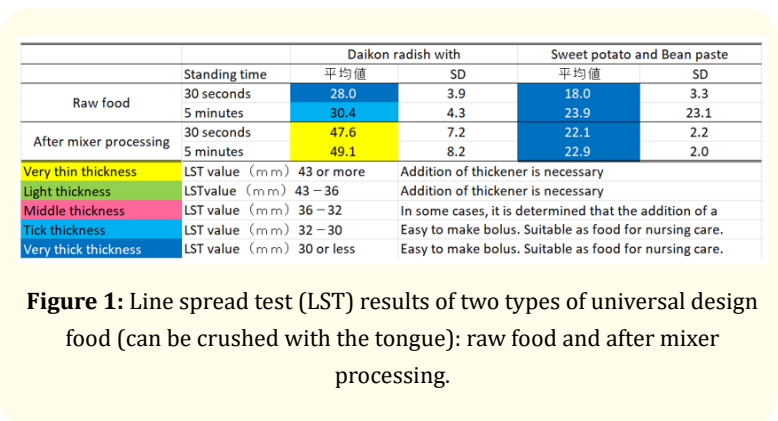 Daikon radish with Sweet potato and Bean paste
Standing time 平均値 SD 平均値 SD
Raw food
30 seconds 28.0 3.9 18.0 3.3
5 minutes 30.4 4.3 23.9 23.1
After mixer processing
30 seconds 47.6 7.2 22.1 2.2
5 minutes 49.1 8.2 22.9 2.0
Very thin thickness LST value（ｍｍ）43 or more Addition of thickener is necessary
Light thickness LSTvalue（ｍｍ）43－36 Addition of thickener is necessary
Middle thickness LST value（ｍｍ）36－32 In some cases, it is determined that the addition of a
Tick thickness LST value（ｍｍ）32－30 Easy to make bolus. Suitable as food for nursing care.
Very thick thickness LST value（ｍｍ）30 or less Easy to make bolus. Suitable as food for nursing care.
Figure 1: Line spread test (LST) results of two types of universal design
food (can be crushed with the tongue): raw food and after mixer
processing.